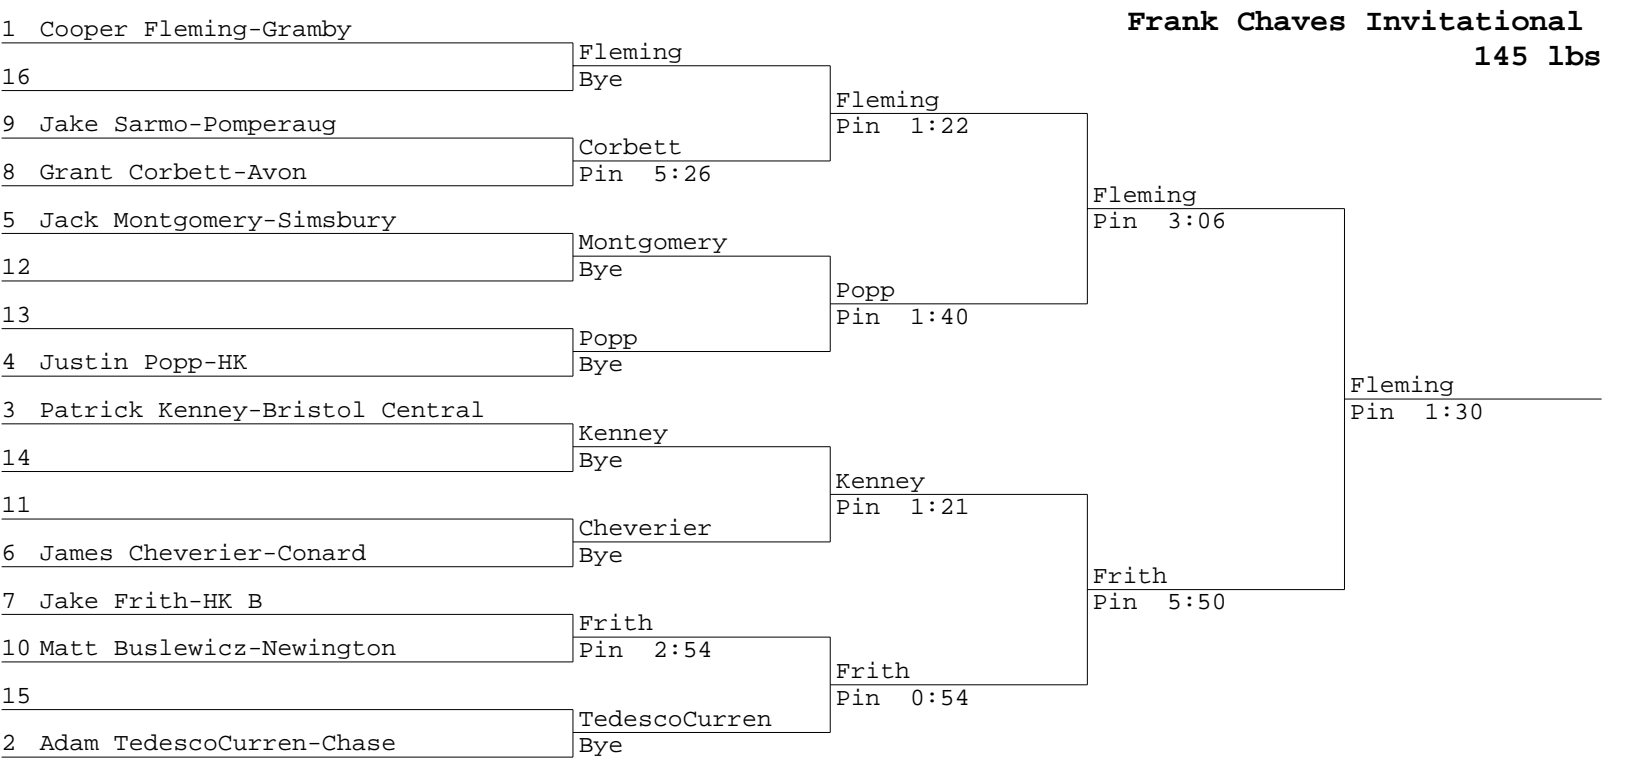 Frank Chaves Invitational
145 lbs
1 Cooper Fleming-Gramby
16
9 Jake Sarmo-Pomperaug
8 Grant Corbett-Avon
5 Jack Montgomery-Simsbury
12
13
4 Justin Popp-HK
3 Patrick Kenney-Bristol Central
14
11
6 James Cheverier-Conard
7 Jake Frith-HK B
10 Matt Buslewicz-Newington
15
2 Adam TedescoCurren-Chase
Fleming
Bye
Corbett
Pin 5:26
Montgomery
Bye
Popp
Bye
Kenney
Bye
Cheverier
Bye
Frith
Pin 2:54
TedescoCurren
Bye
Fleming
Pin 1:22
Popp
Pin 1:40
Kenney
Pin 1:21
Frith
Pin 0:54
Fleming
Pin 3:06
Frith
Pin 5:50
Fleming
Pin 1:30